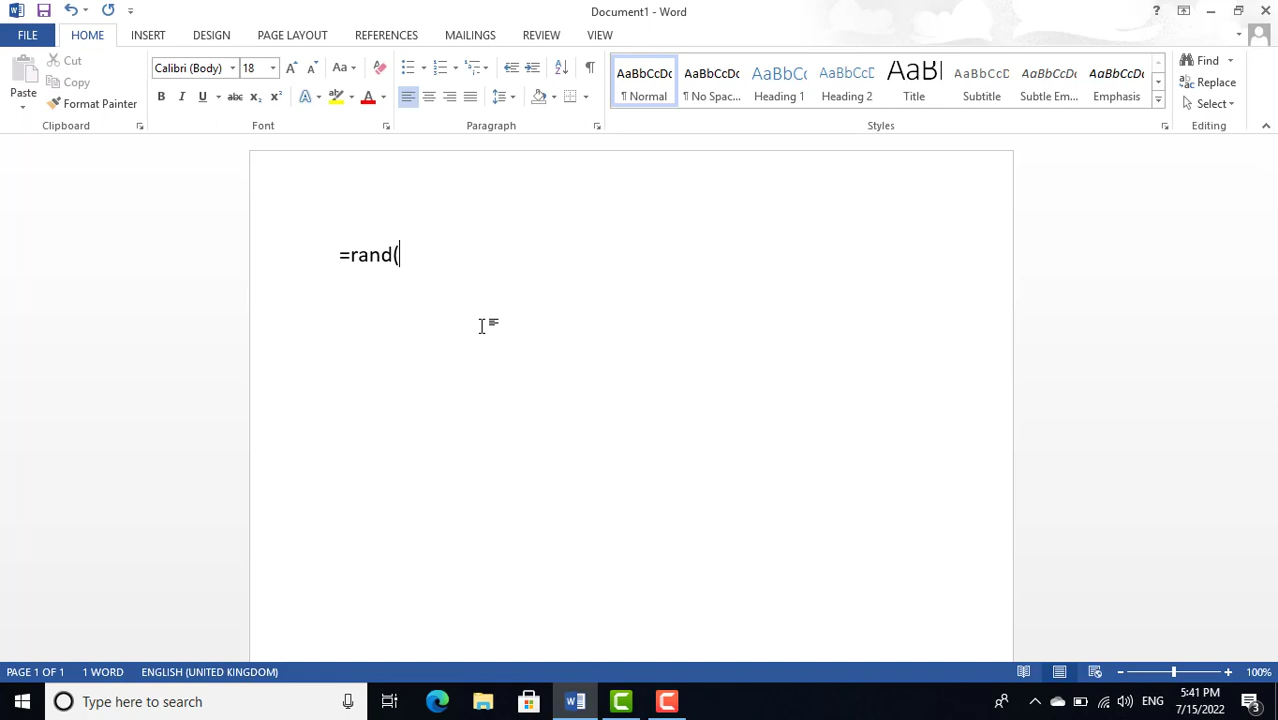 Document1 - Word
FILE HOME INSERT DESIGN PAGE LAYOUT REFERENCES MAILINGS REVIEW VIEW
Paste
Cut
Copy
Format Painter
Clipboard
Calibri (Body) 18
Font
Paragraph
AaBbCcDc AaBbCcDc AaBbCc AaBbCcD AaBl AaBbCcD AaBbCcDc AaBbCcDc
¶ Normal ¶ No Spac... Heading 1 Heading 2 Title Subtitle Subtle Em... Emphasis
Styles
Find
Replace
Select
Editing
=rand(
PAGE 1 OF 1 1 WORD ENGLISH (UNITED KINGDOM) 100%
Type here to search
ENG
5:41 PM
7/15/2022
3